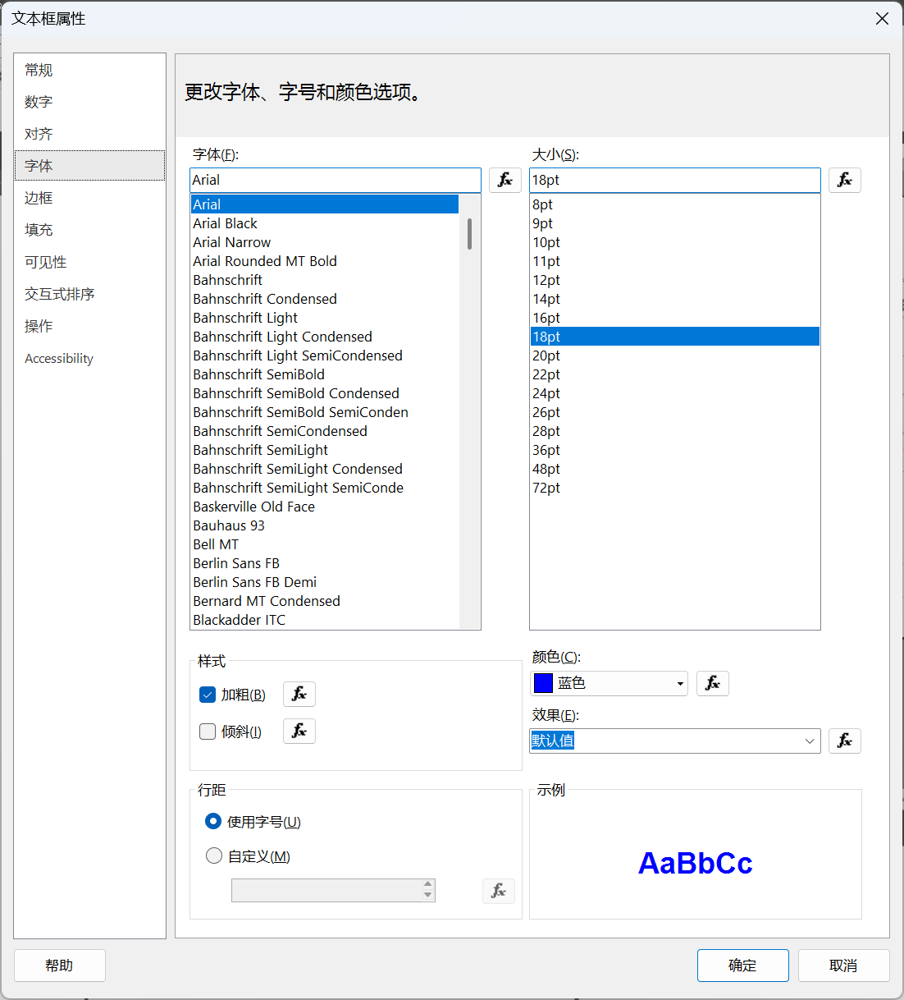 文本框属性
常规
数字
对齐
字体
边框
填充
可见性
交互式排序
操作
Accessibility
更改字体、字号和颜色选项。
字体(F):
Arial
fx
Arial
Arial Black
Arial Narrow
Arial Rounded MT Bold
Bahnschrift
Bahnschrift Condensed
Bahnschrift Light
Bahnschrift Light Condensed
Bahnschrift Light SemiCondensed
Bahnschrift SemiBold
Bahnschrift SemiBold Condensed
Bahnschrift SemiBold SemiConden
Bahnschrift SemiCondensed
Bahnschrift SemiLight
Bahnschrift SemiLight Condensed
Bahnschrift SemiLight SemiConde
Baskerville Old Face
Bauhaus 93
Bell MT
Berlin Sans FB
Berlin Sans FB Demi
Bernard MT Condensed
Blackadder ITC
大小(S):
18pt
fx
8pt
9pt
10pt
11pt
12pt
14pt
16pt
18pt
20pt
22pt
24pt
26pt
28pt
36pt
48pt
72pt
样式
加粗(B)
fx
倾斜(I)
fx
颜色(C):
蓝色
fx
效果(E):
默认值
fx
行距
使用字号(U)
自定义(M)
fx
示例
AaBbCc
帮助
确定
取消